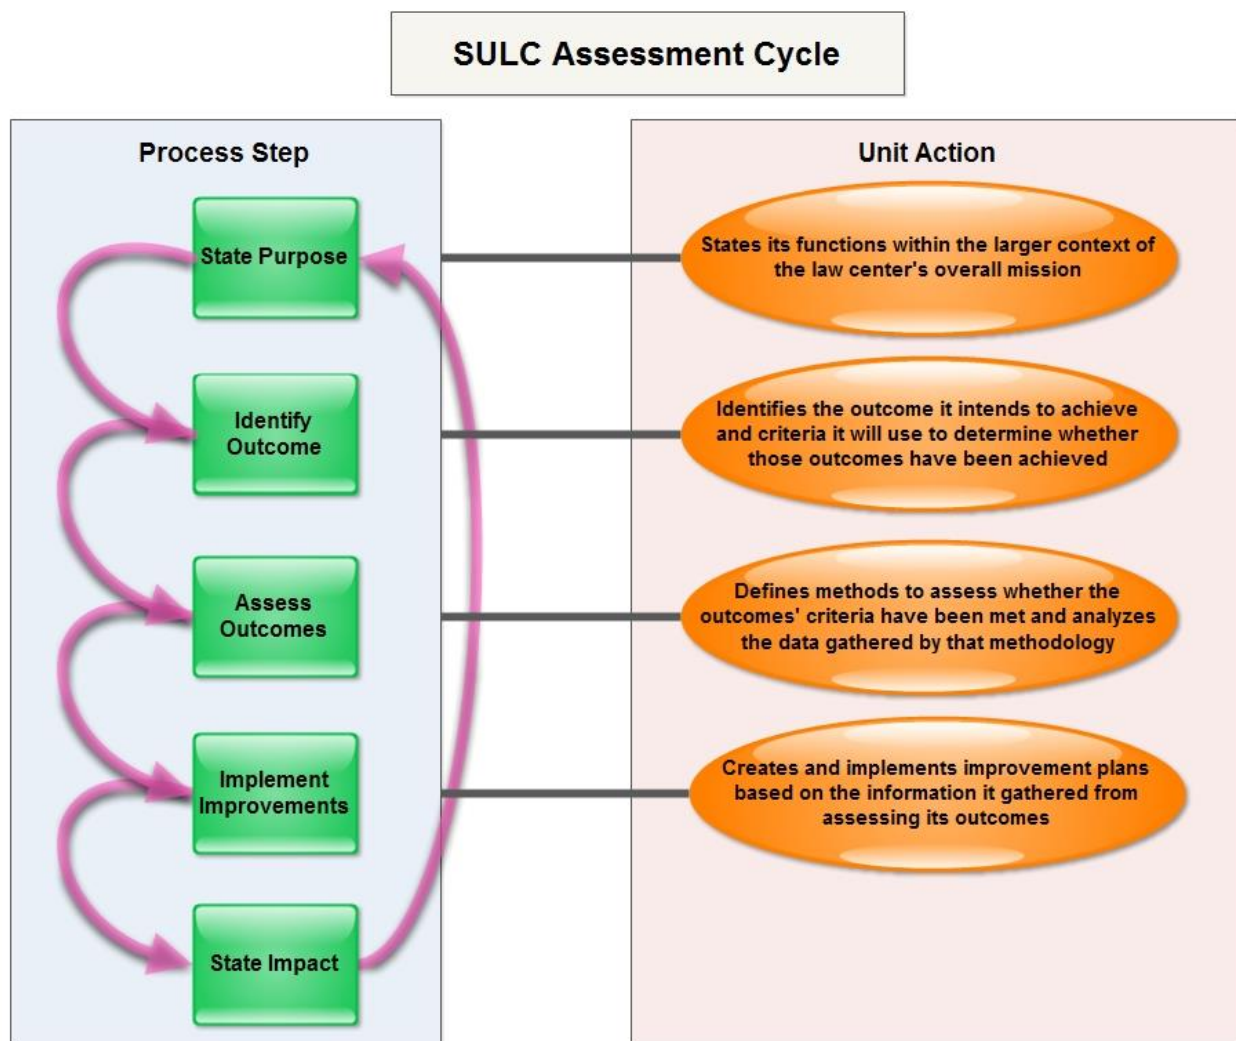 SULC Assessment Cycle
Process Step
State Purpose
Identify
Outcome
Assess
Outcomes
Implement
Improvements
State Impact
Unit Action
States its functions within the larger context of
the law center's overall mission
Identifies the outcome it intends to achieve
and criteria it will use to determine whether
those outcomes have been achieved
Defines methods to assess whether the
outcomes' criteria have been met and analyzes
the data gathered by that methodology
Creates and implements improvement plans
based on the information it gathered from
assessing its outcomes